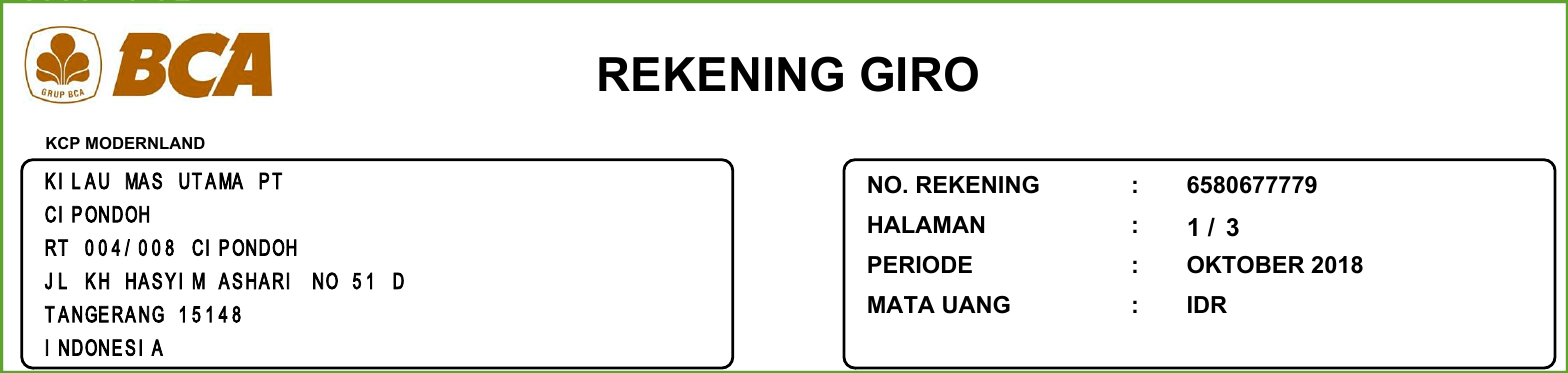 GRUP BCA
BCA
REKENING GIRO
KCP MODERNLAND
KILAU MAS UTAMA PT
CIPONDOH
RT 004/008 CIPONDOH
JL KH HASYIM ASHARI NO 51 D
TANGERANG 15148
INDONESIA
NO. REKENING : 6580677779
HALAMAN : 1 / 3
PERIODE : OKTOBER 2018
MATA UANG : IDR